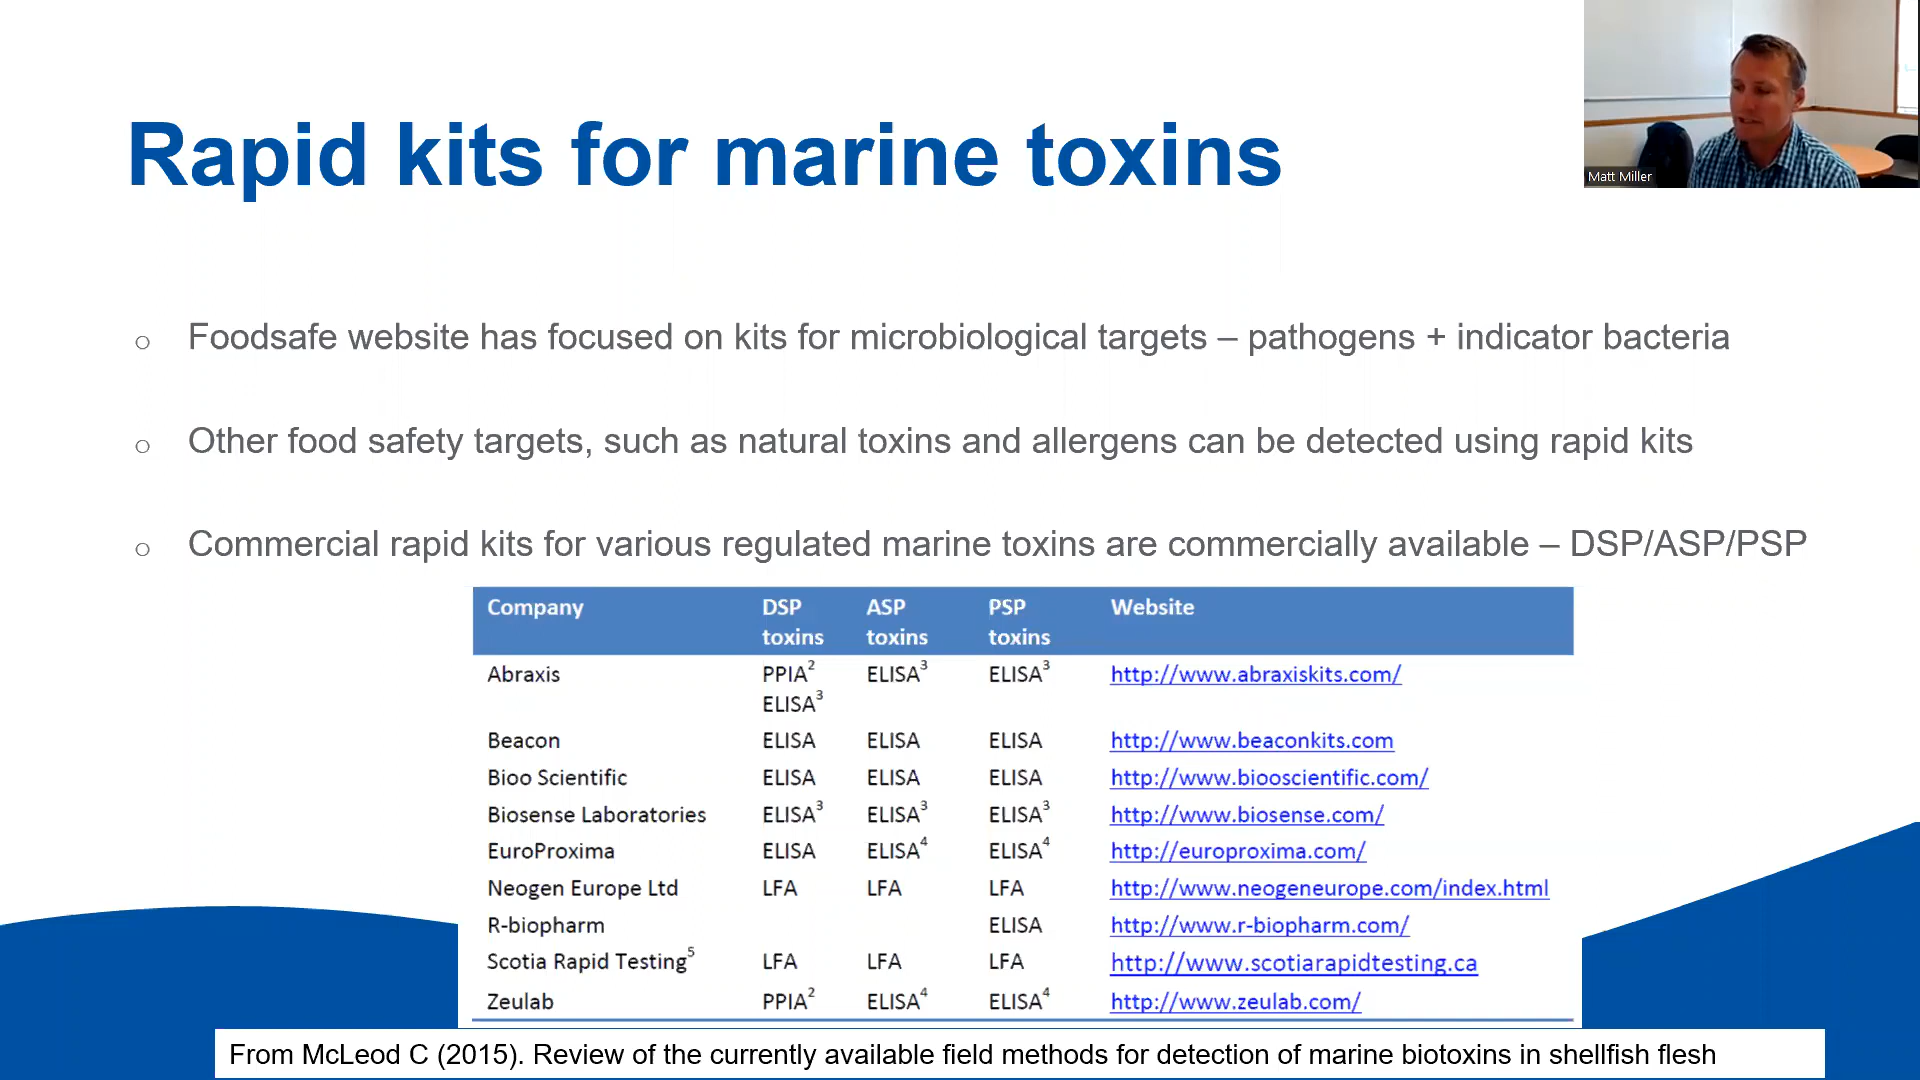 Rapid kits for marine toxins
Matt Miller
○ Foodsafe website has focused on kits for microbiological targets – pathogens + indicator bacteria
○ Other food safety targets, such as natural toxins and allergens can be detected using rapid kits
○ Commercial rapid kits for various regulated marine toxins are commercially available – DSP/ASP/PSP
Company DSP toxins ASP toxins PSP toxins Website
Abraxis PPIA² ELISA³ ELISA³ ELISA³ http://www.abraxiskits.com/
Beacon ELISA ELISA ELISA http://www.beaconkits.com
Bioo Scientific ELISA ELISA ELISA http://www.biooscientific.com/
Biosense Laboratories ELISA³ ELISA³ ELISA³ http://www.biosense.com/
EuroProxima ELISA ELISA⁴ ELISA⁴ http://europroxima.com/
Neogen Europe Ltd LFA LFA LFA http://www.neogeneurope.com/index.html
R-biopharm ELISA http://www.r-biopharm.com/
Scotia Rapid Testing⁵ LFA LFA LFA http://www.scotiarapidtesting.ca
Zeulab PPIA² ELISA⁴ ELISA⁴ http://www.zeulab.com/
From McLeod C (2015). Review of the currently available field methods for detection of marine biotoxins in shellfish flesh